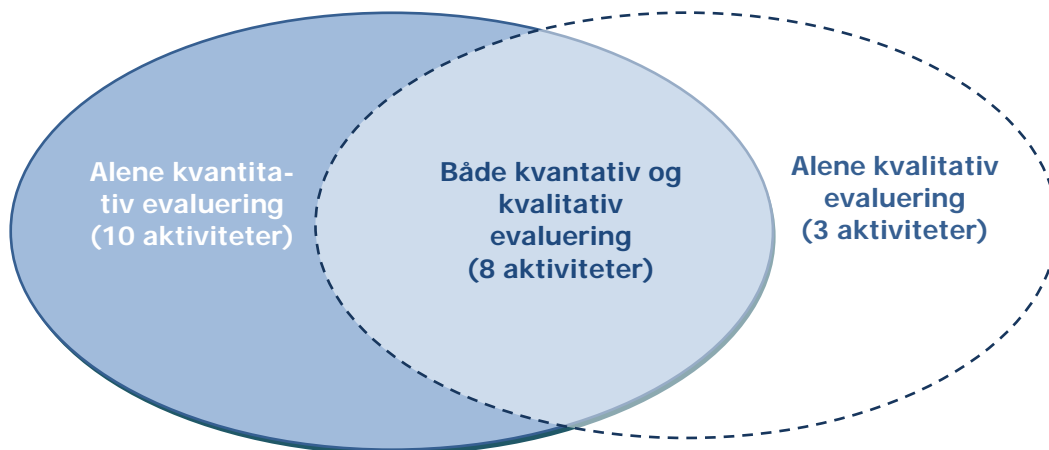 Alene kvantita-
tiv evaluering
(10 aktiviteter)
Både kvantativ og
kvalitativ
evaluering
(8 aktiviteter)
Alene kvalitativ
evaluering
(3 aktiviteter)